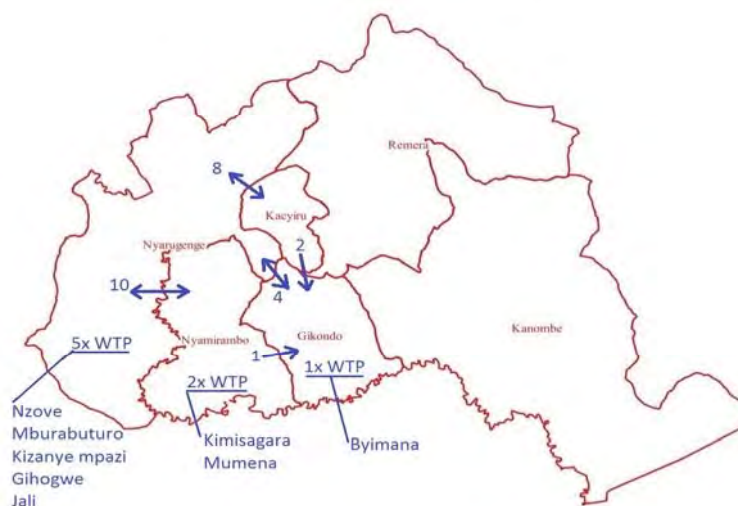 Remera
8
Kacyiru
Nyarugenge
2
10
4
Nyamirambo
Gikondo
Kanombe
1
5x WTP
1x WTP
2x WTP
Nzove
Mburabuturo
Kizanye mpazi
Gihogwe
Jali
Kimisagara
Mumena
Byimana